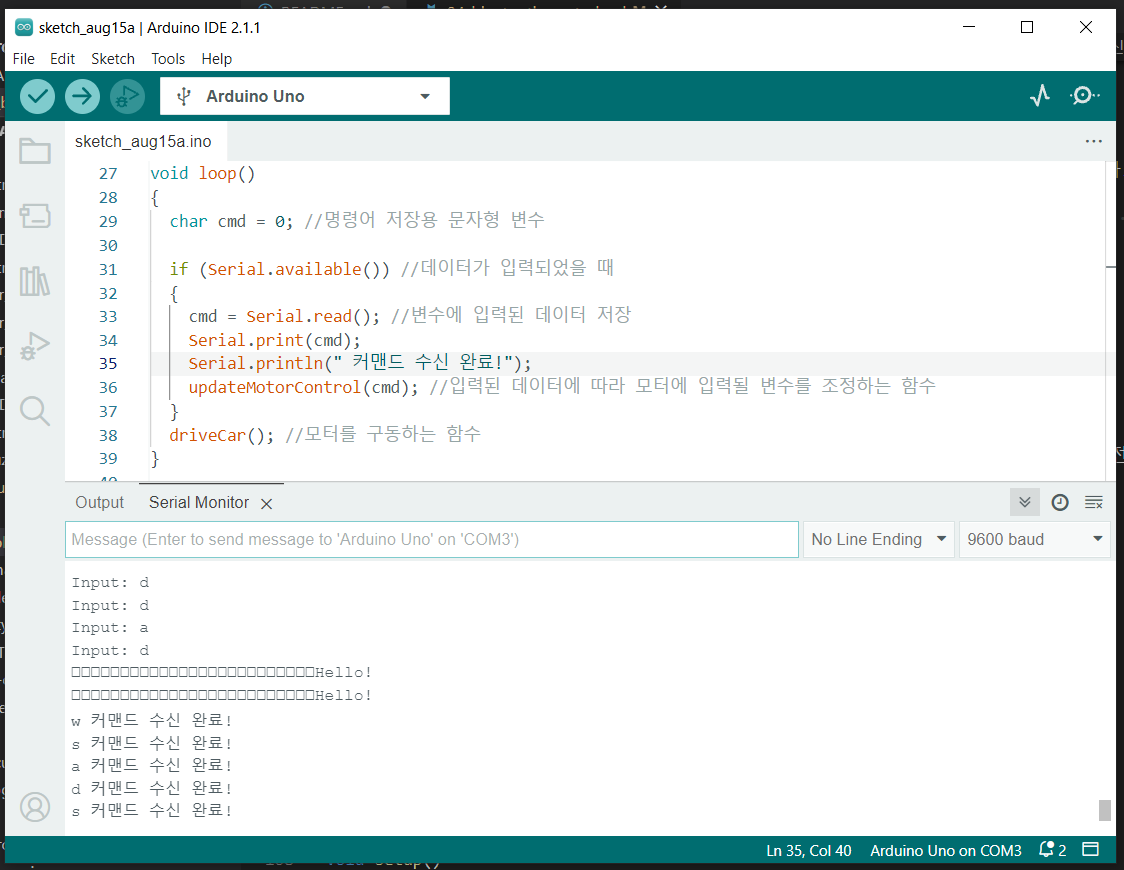 sketch_aug15a | Arduino IDE 2.1.1
File Edit Sketch Tools Help
Arduino Uno
sketch_aug15a.ino
27 void loop()
28 {
29 char cmd = 0; //명령어 저장용 문자형 변수
30
31 if (Serial.available()) //데이터가 입력되었을 때
32 {
33 cmd = Serial.read(); //변수에 입력된 데이터 저장
34 Serial.print(cmd);
35 Serial.println(" 커맨드 수신 완료!");
36 updateMotorControl(cmd); //입력된 데이터에 따라 모터에 입력될 변수를 조정하는 함수
37 }
38 driveCar(); //모터를 구동하는 함수
39 }
Output Serial Monitor
Message (Enter to send message to 'Arduino Uno' on 'COM3')
No Line Ending
9600 baud
Input: d
Input: d
Input: a
Input: d
□□□□□□□□□□□□□□□□□□□□□□□□□Hello!
□□□□□□□□□□□□□□□□□□□□□□□□□Hello!
w 커맨드 수신 완료!
s 커맨드 수신 완료!
a 커맨드 수신 완료!
d 커맨드 수신 완료!
s 커맨드 수신 완료!
Ln 35, Col 40 Arduino Uno on COM3 2